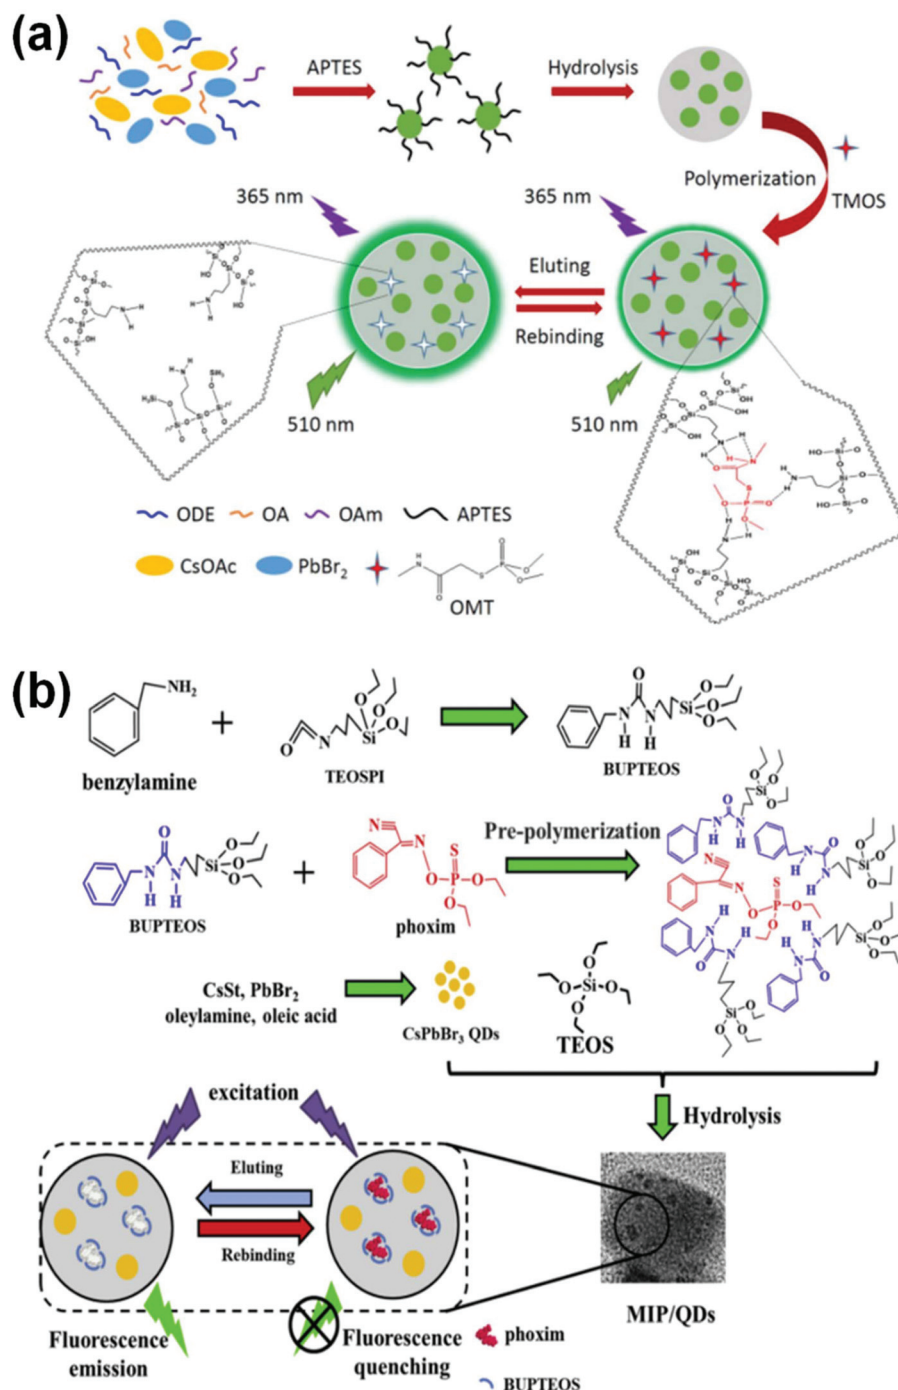 (a)
APTES
Hydrolysis
Polymerization
TMOS
365 nm
365 nm
Eluting
Rebinding
510 nm
510 nm
ODE
OA
OAm
APTES
CsOAc
PbBr2
OMT
(b)
NH2
+
benzylamine
TEOSPI
BUPTEOS
+
BUPTEOS
phoxim
Pre-polymerization
CsSt, PbBr2
oleylamine, oleic acid
CsPbBr3 QDs
TEOS
Hydrolysis
excitation
Eluting
Rebinding
MIP/QDs
Fluorescence
emission
Fluorescence
quenching
phoxim
BUPTEOS